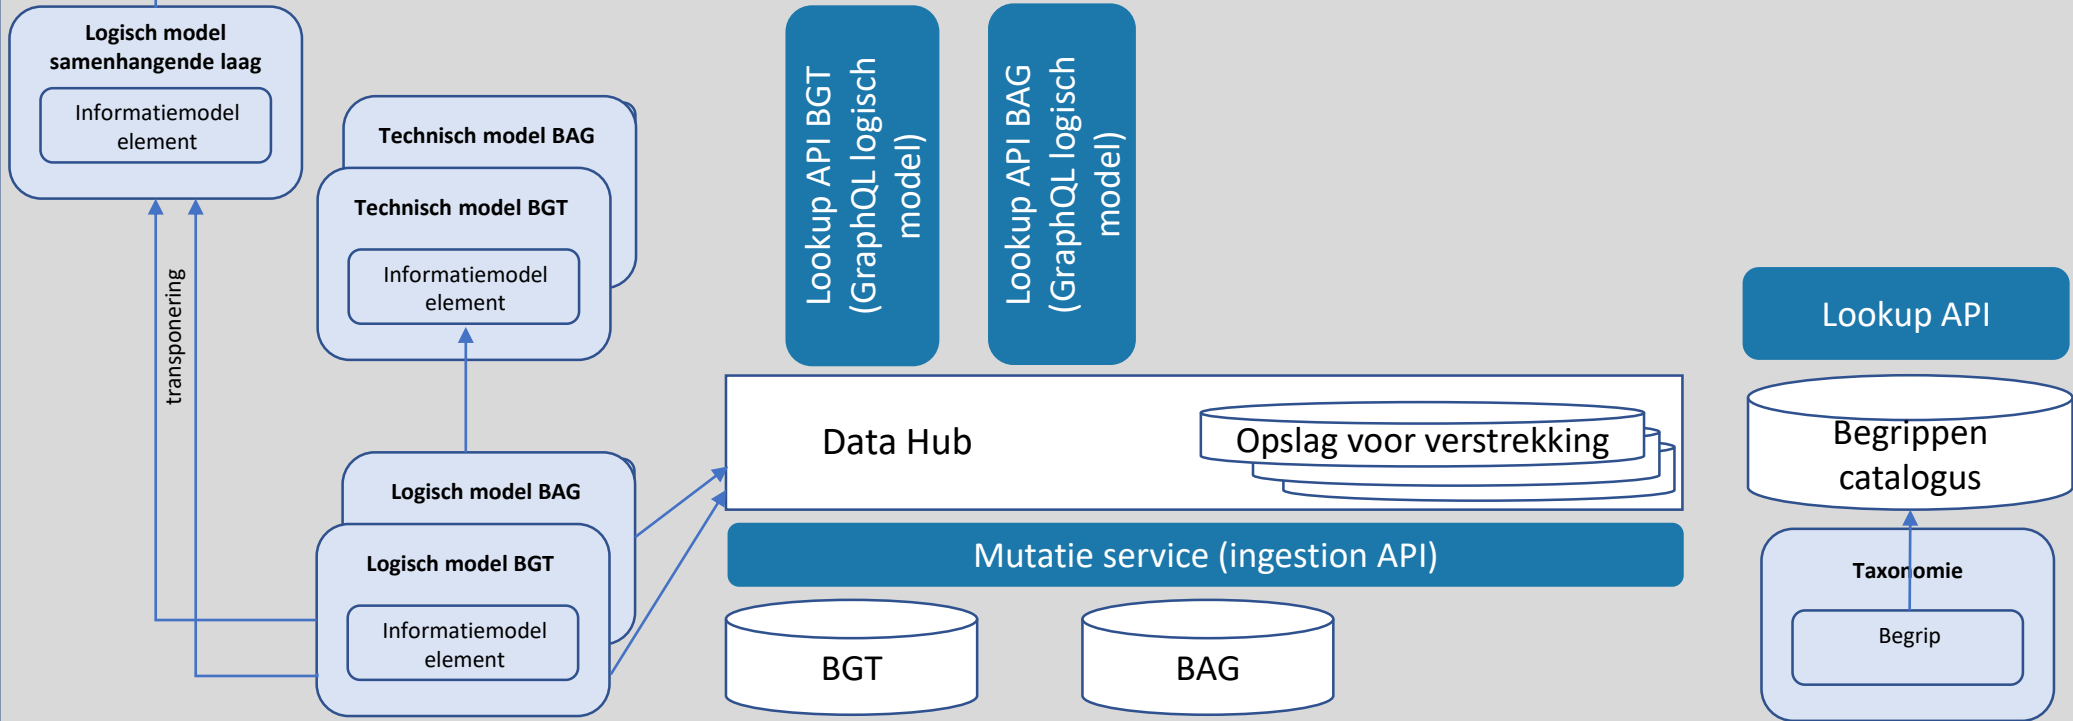 Logisch model
samenhangende laag
Informatiemodel
element
transponering
Technisch model BAG
Technisch model BGT
Informatiemodel
element
Logisch model BAG
Logisch model BGT
Informatiemodel
element
Lookup API BGT
(GraphQL logisch
model)
Lookup API BAG
(GraphQL logisch
model)
Data Hub
Opslag voor verstrekking
Mutatie service (ingestion API)
BGT
BAG
Lookup API
Begrippen
catalogus
Taxonomie
Begrip